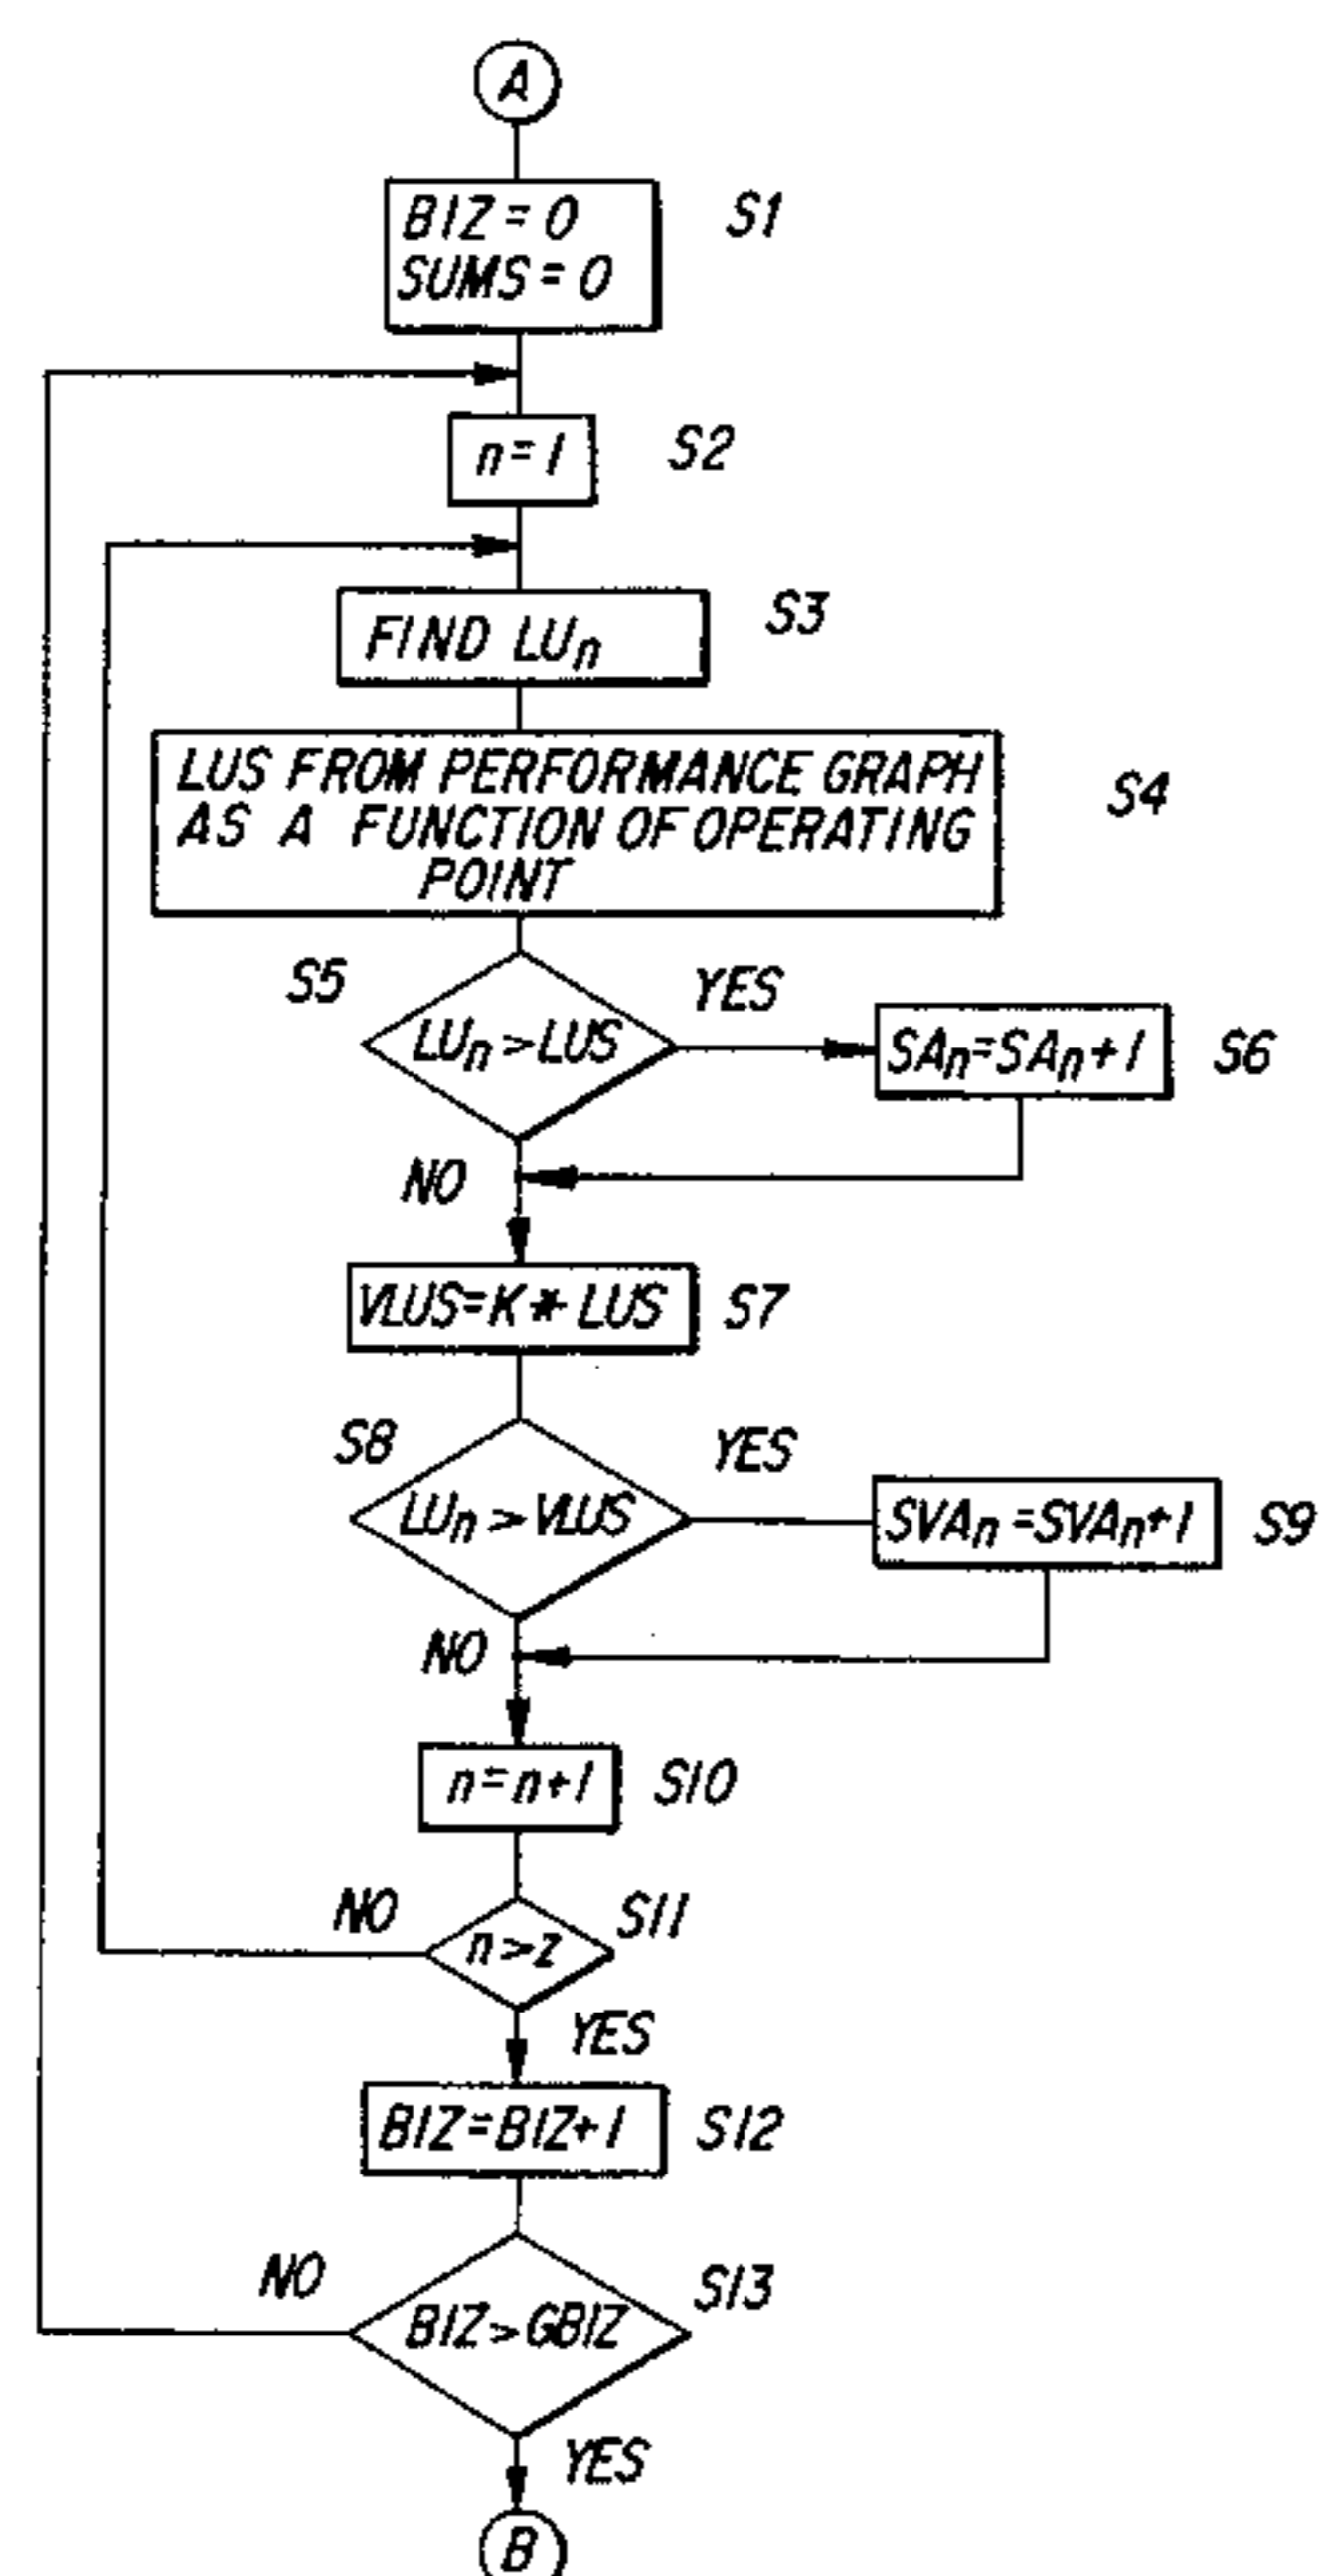 A
BIZ = 0
SUMS = 0
S1
n = 1
S2
FIND LUn
S3
LUS FROM PERFORMANCE GRAPH
AS A FUNCTION OF OPERATING
POINT
S4
S5
LUn > LUS
YES
SAn = SAn + 1
S6
NO
VLUS = K * LUS
S7
S8
LUn > VLUS
YES
SVAn = SVAn + 1
S9
NO
n = n + 1
S10
NO
n > z
S11
YES
BIZ = BIZ + 1
S12
NO
BIZ > GBIZ
S13
YES
B